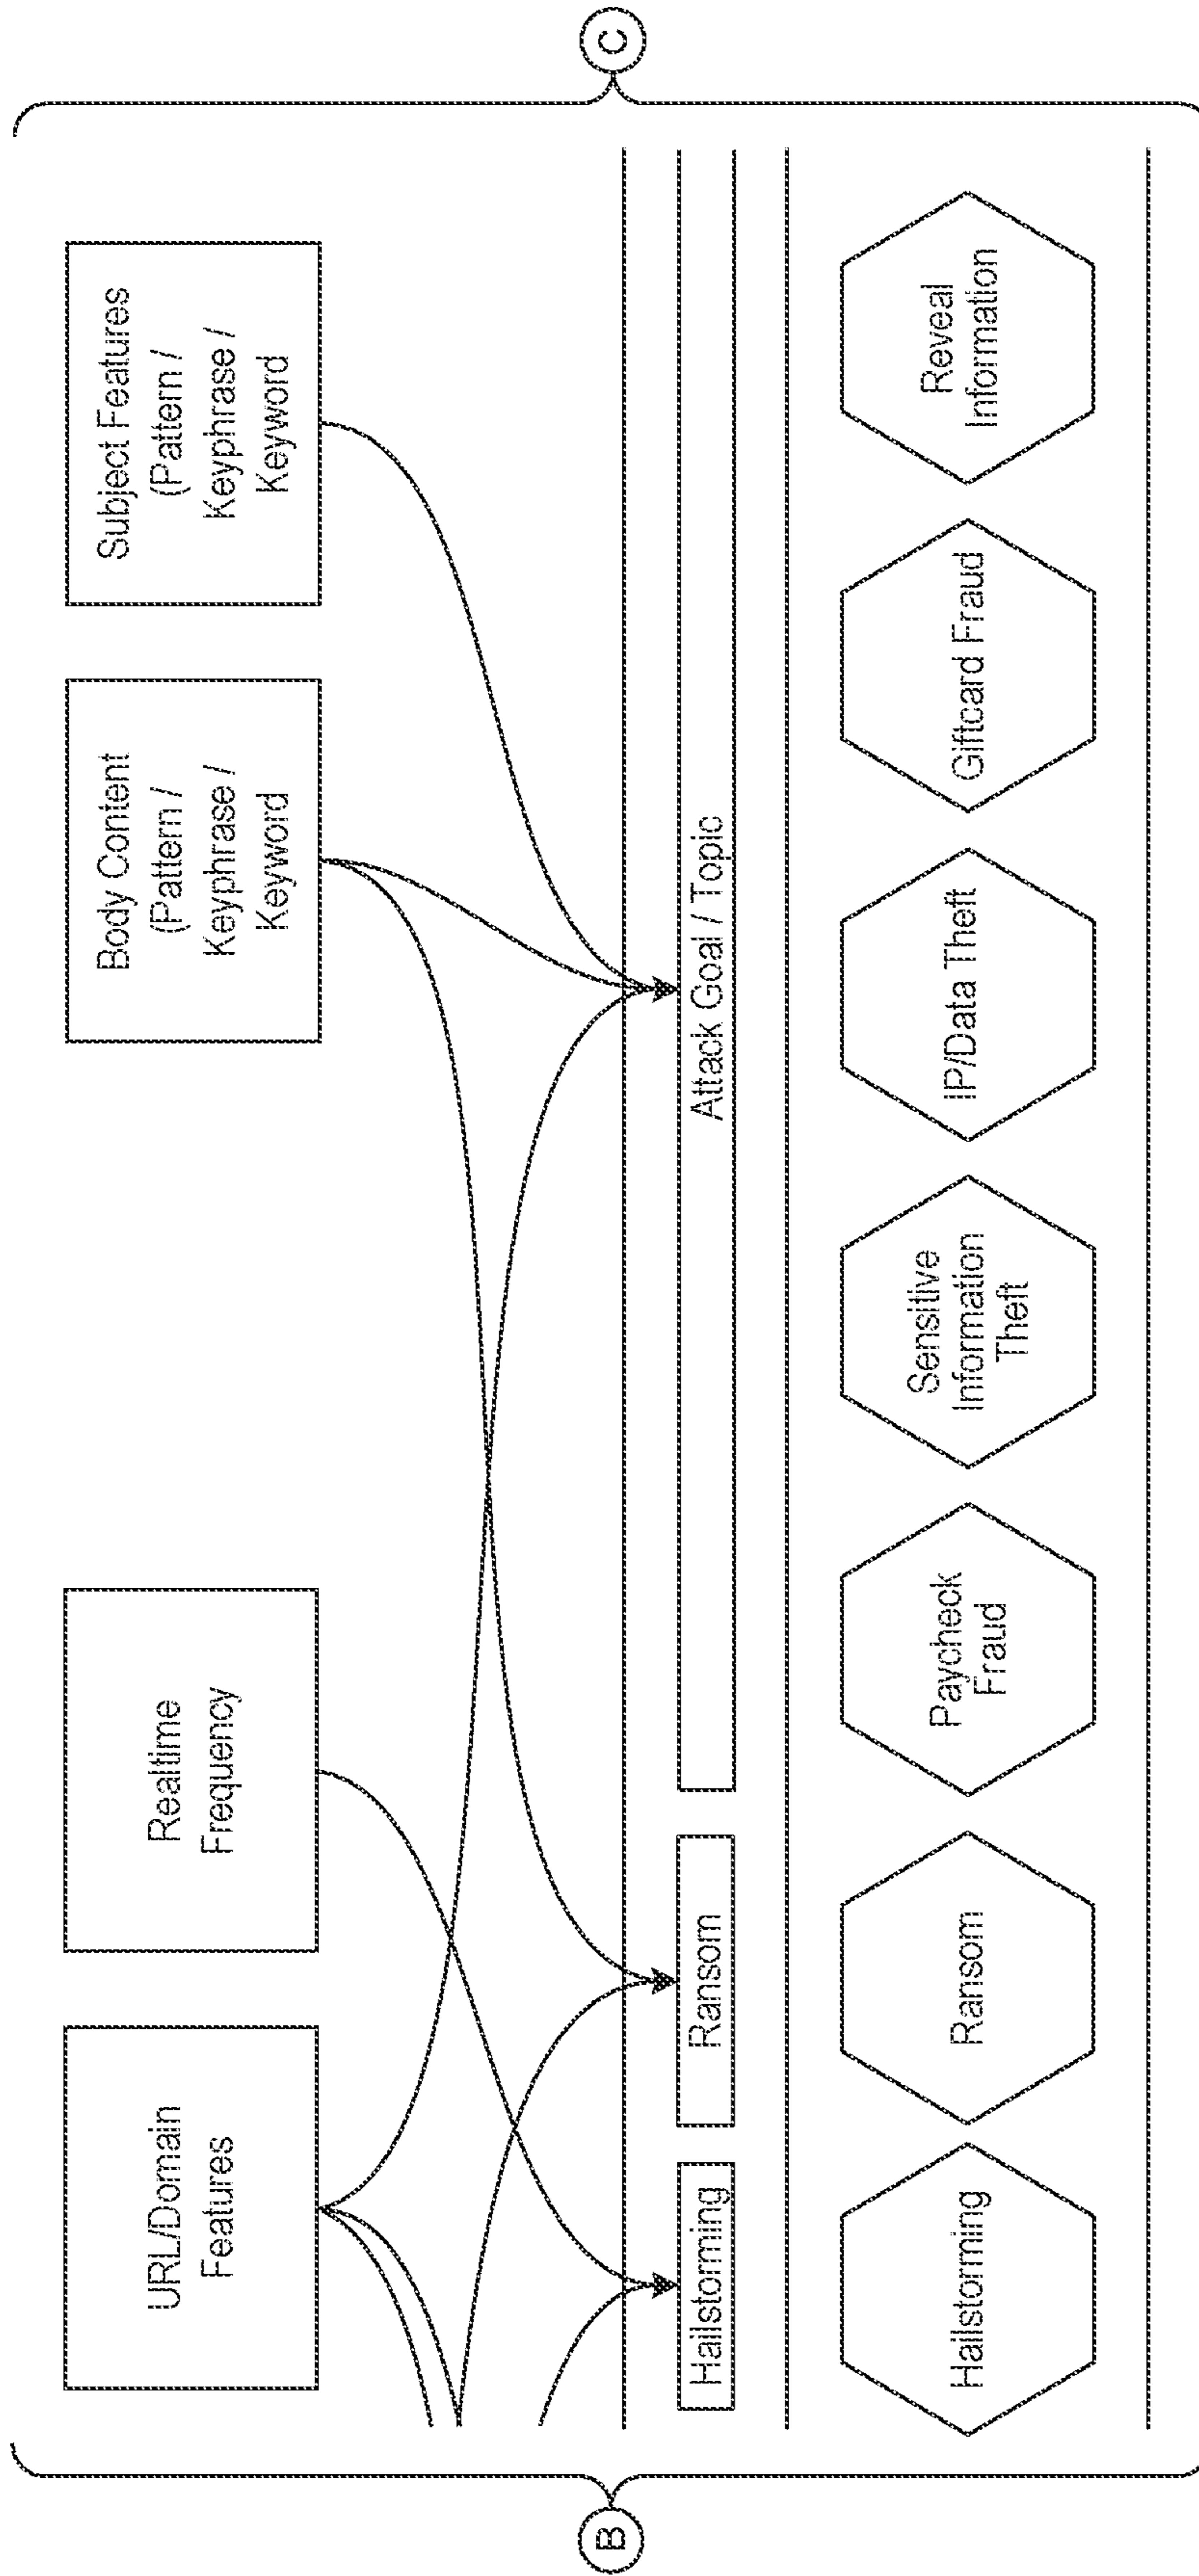 B
URL/Domain
Features
Realtime
Frequency
Body Content
(Pattern /
Keyphrase /
Keyword
Subject Features
(Pattern /
Keyphrase /
Keyword
Hailstorming
Ransom
Attack Goal / Topic
Hailstorming
Ransom
Paycheck
Fraud
Sensitive
Information
Theft
IP/Data Theft
Giftcard Fraud
Reveal
Information
C